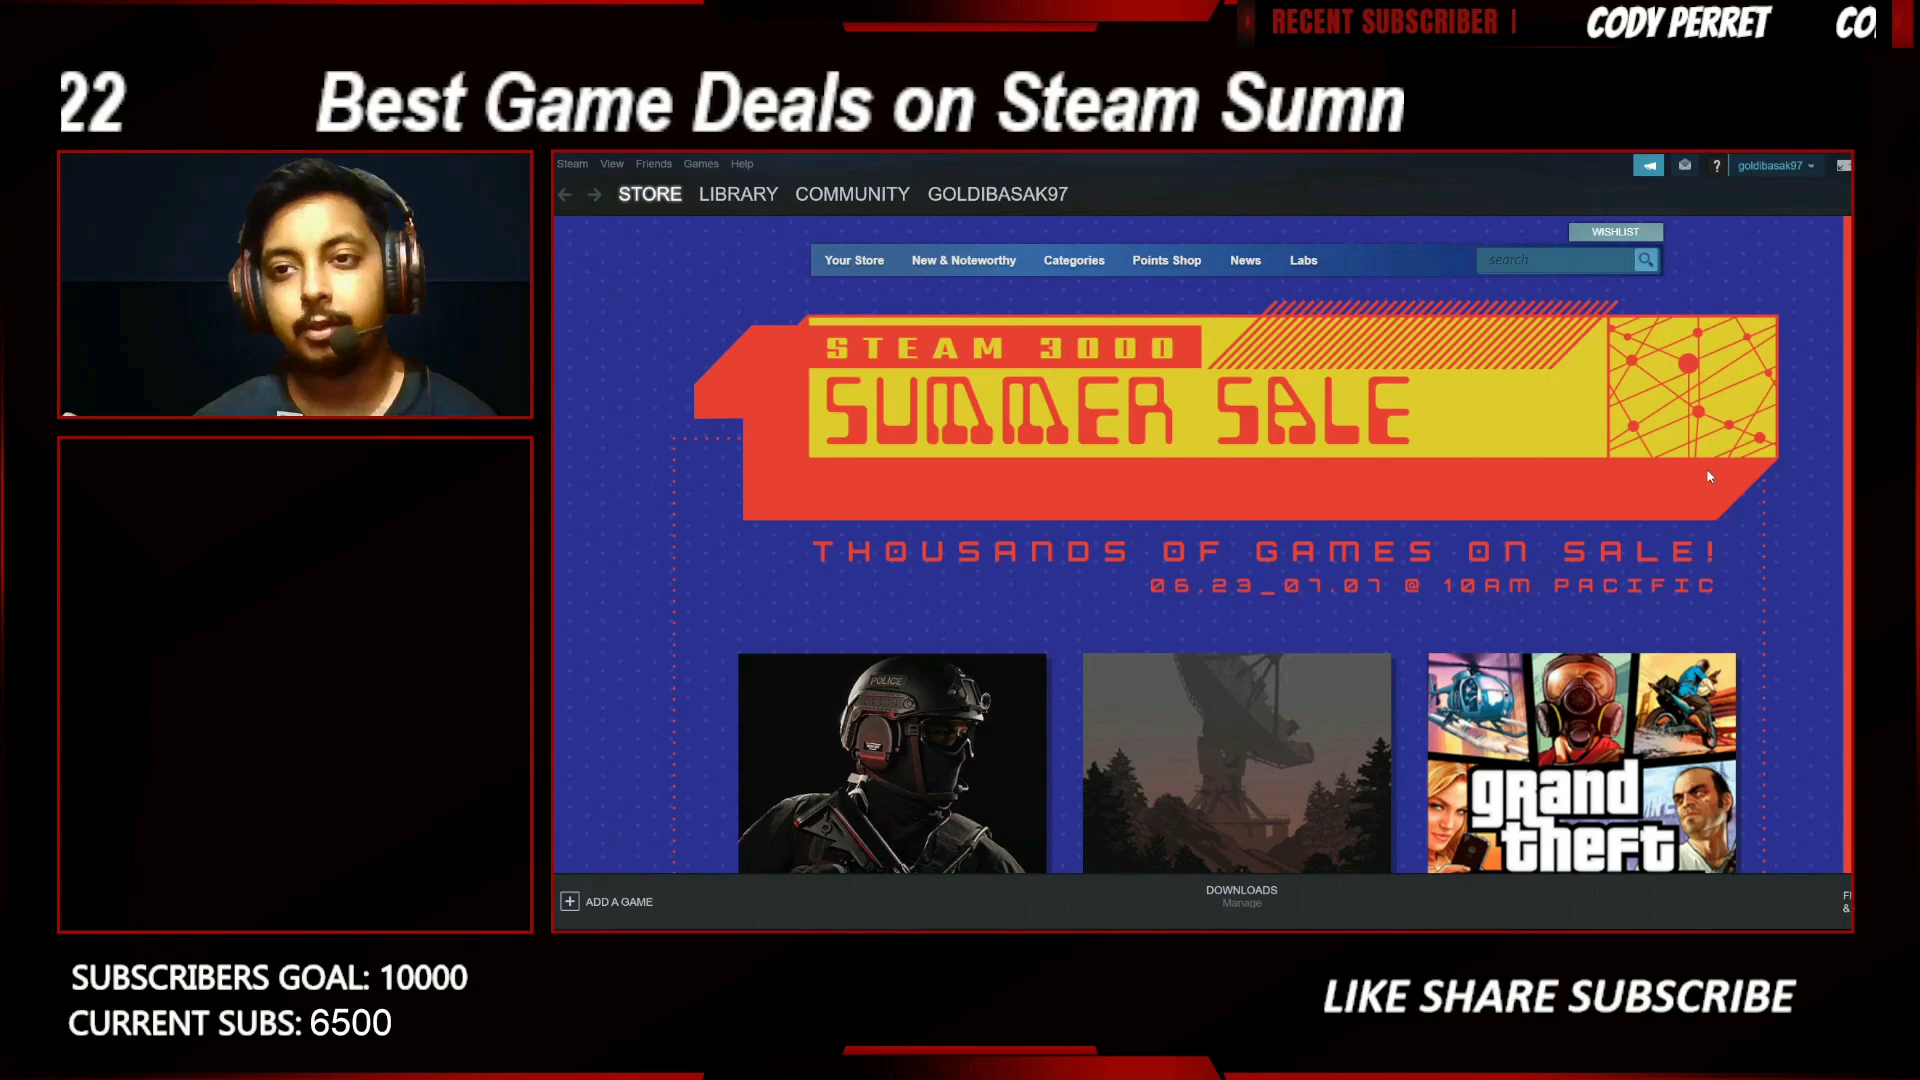 RECENT SUBSCRIBER | CODY PERRET CO
22 Best Game Deals on Steam Summ
Steam View Friends Games Help
goldibasak97
STORE LIBRARY COMMUNITY GOLDIBASAK97
WISHLIST
Your Store New & Noteworthy Categories Points Shop News Labs search
STEAM 3000
SUMMER SALE
THOUSANDS OF GAMES ON SALE!
06.23_07.07 @ 10AM PACIFIC
POLICE
grand
theft
+ ADD A GAME
DOWNLOADS
Manage
&
SUBSCRIBERS GOAL: 10000
CURRENT SUBS: 6500
LIKE SHARE SUBSCRIBE